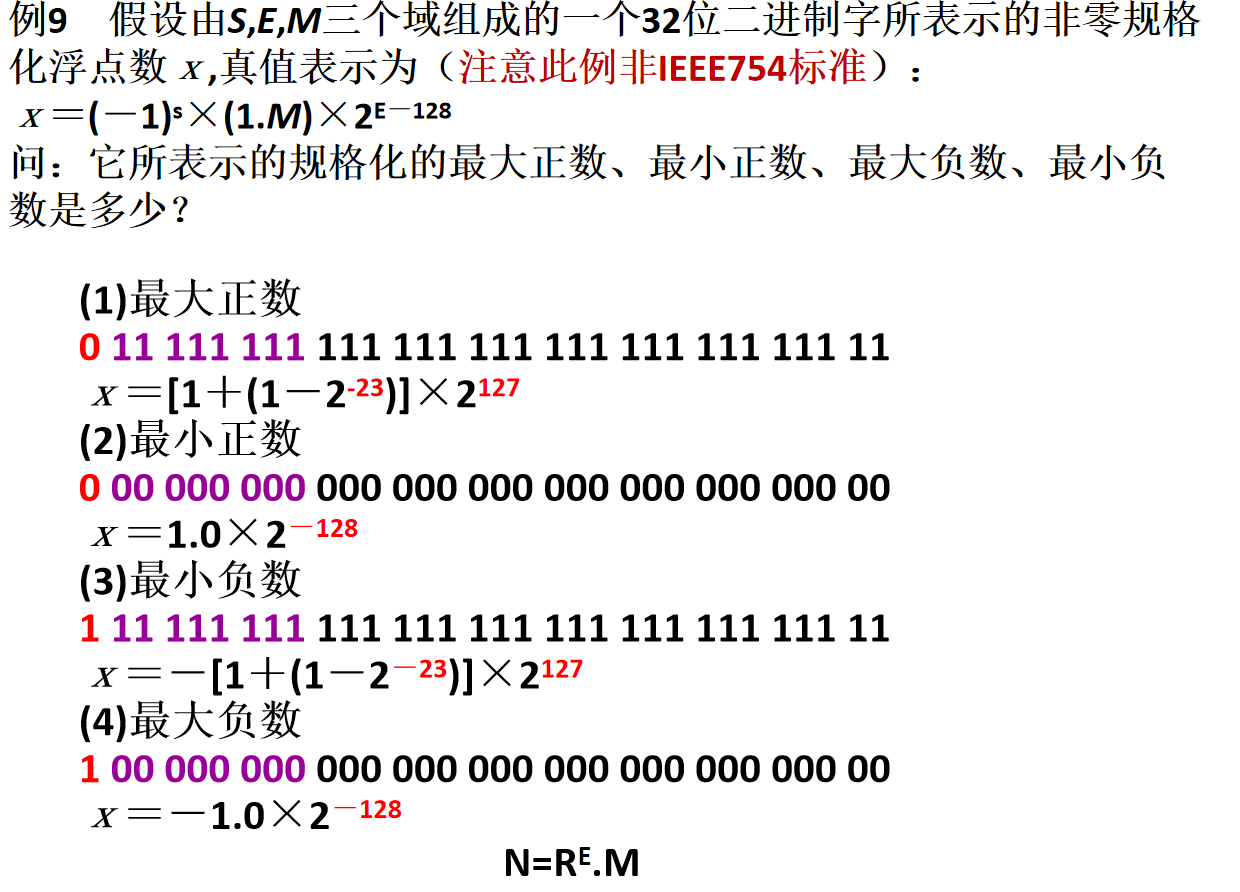 例9 假设由S,E,M三个域组成的一个32位二进制字所表示的非零规格
化浮点数 x,真值表示为（注意此例非IEEE754标准）:
x＝(－1)ˢ×(1.M)×2ᴱ⁻¹²⁸
问：它所表示的规格化的最大正数、最小正数、最大负数、最小负
数是多少?
(1)最大正数
0 11 111 111 111 111 111 111 111 111 111 11
x＝[1＋(1－2⁻²³)]×2¹²⁷
(2)最小正数
0 00 000 000 000 000 000 000 000 000 000 00
x＝1.0×2⁻¹²⁸
(3)最小负数
1 11 111 111 111 111 111 111 111 111 111 11
x＝－[1＋(1－2⁻²³)]×2¹²⁷
(4)最大负数
1 00 000 000 000 000 000 000 000 000 000 00
x＝－1.0×2⁻¹²⁸
N=Rᴱ.M